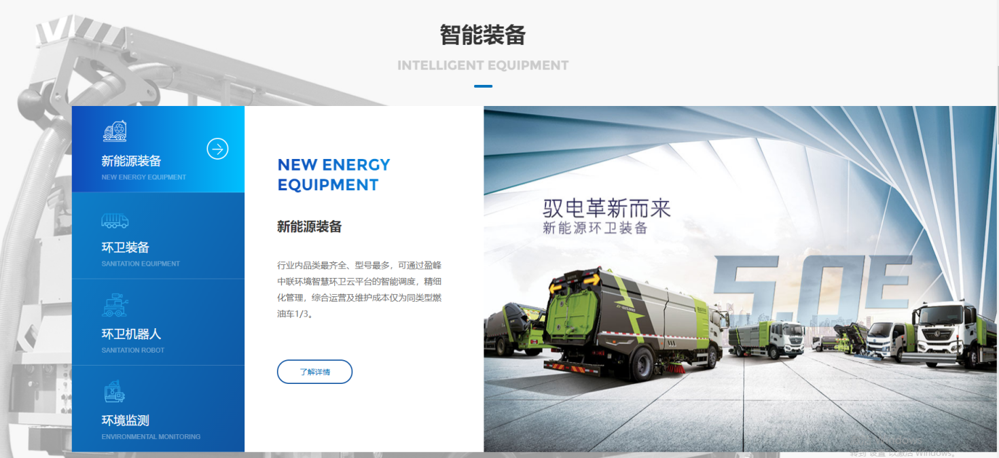 智能装备
INTELLIGENT EQUIPMENT
新能源装备
NEW ENERGY EQUIPMENT
环卫装备
SANITATION EQUIPMENT
环卫机器人
SANITATION ROBOT
环境监测
ENVIRONMENTAL MONITORING
NEW ENERGY
EQUIPMENT
新能源装备
行业内品类最齐全、型号最多，可通过盈峰
中联环境智慧环卫云平台的智能调度，精细
化管理，综合运营及维护成本仅为同类型燃
油车1/3。
了解详情
驭电革新而来
新能源环卫装备
5.0E
Windows
转到"设置"以激活 Windows。